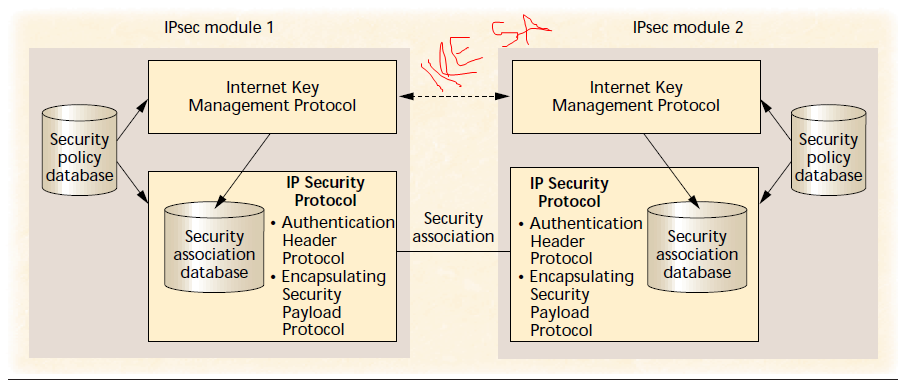 IPsec module 1
IPsec module 2
IKE SA
Internet Key
Management Protocol
Internet Key
Management Protocol
Security
policy
database
Security
policy
database
IP Security
Protocol
• Authentication
Header
Protocol
• Encapsulating
Security
Payload
Protocol
Security
association
database
Security
association
IP Security
Protocol
• Authentication
Header
Protocol
• Encapsulating
Security
Payload
Protocol
Security
association
database